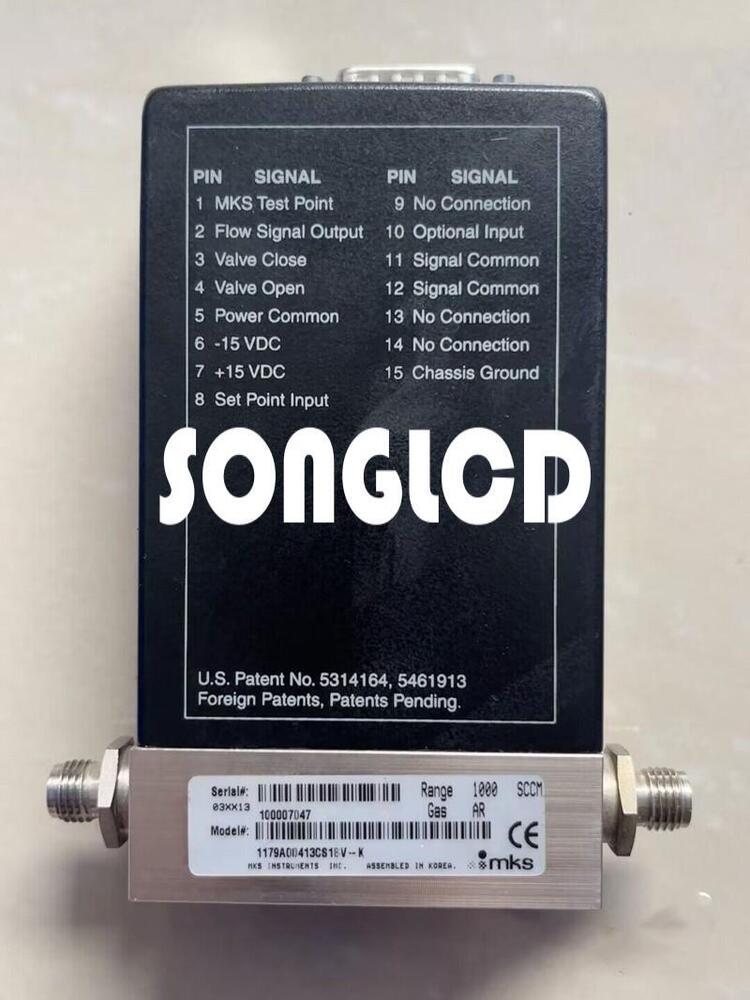 PIN SIGNAL PIN SIGNAL
1 MKS Test Point 9 No Connection
2 Flow Signal Output 10 Optional Input
3 Valve Close 11 Signal Common
4 Valve Open 12 Signal Common
5 Power Common 13 No Connection
6 -15 VDC 14 No Connection
7 +15 VDC 15 Chassis Ground
8 Set Point Input
SONGLCD
U.S. Patent No. 5314164, 5461913
Foreign Patents, Patents Pending.
Serial#: Range 1000 SCCM
03XX13 100007047 Gas AR
Model#:
1179A00413CS1BV--K CE
MKS INSTRUMENTS INC. ASSEMBLED IN KOREA. mks